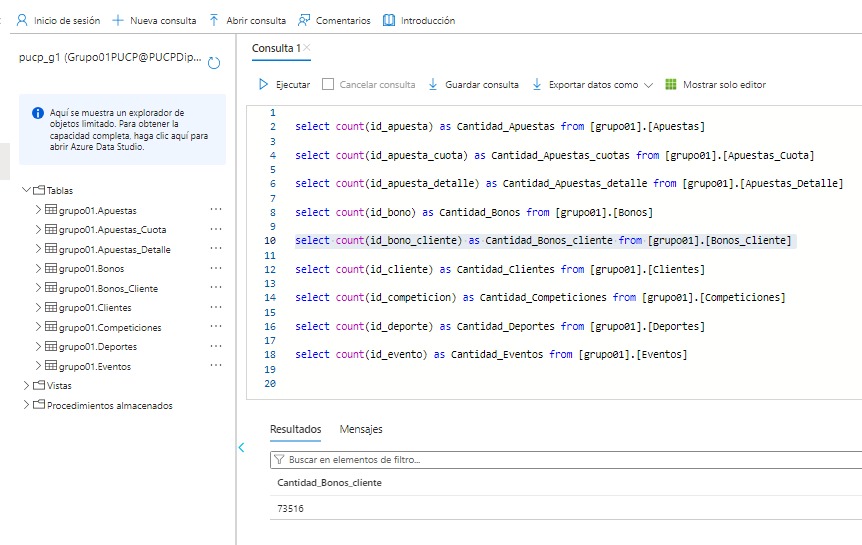 Inicio de sesión Nueva consulta Abrir consulta Comentarios Introducción
pucp_g1 (Grupo01PUCP@PUCPDip...
Aquí se muestra un explorador de
objetos limitado. Para obtener la
capacidad completa, haga clic aquí para
abrir Azure Data Studio.
Tablas
grupo01.Apuestas ...
grupo01.Apuestas_Cuota ...
grupo01.Apuestas_Detalle ...
grupo01.Bonos ...
grupo01.Bonos_Cliente ...
grupo01.Clientes ...
grupo01.Competiciones ...
grupo01.Deportes ...
grupo01.Eventos ...
Vistas
Procedimientos almacenados
Consulta 1
Ejecutar Cancelar consulta Guardar consulta Exportar datos como Mostrar solo editor
1
2 select count(id_apuesta) as Cantidad_Apuestas from [grupo01].[Apuestas]
3
4 select count(id_apuesta_cuota) as Cantidad_Apuestas_cuotas from [grupo01].[Apuestas_Cuota]
5
6 select count(id_apuesta_detalle) as Cantidad_Apuestas_detalle from [grupo01].[Apuestas_Detalle]
7
8 select count(id_bono) as Cantidad_Bonos from [grupo01].[Bonos]
9
10 select count(id_bono_cliente) as Cantidad_Bonos_cliente from [grupo01].[Bonos_Cliente]
11
12 select count(id_cliente) as Cantidad_Clientes from [grupo01].[Clientes]
13
14 select count(id_competicion) as Cantidad_Competiciones from [grupo01].[Competiciones]
15
16 select count(id_deporte) as Cantidad_Deportes from [grupo01].[Deportes]
17
18 select count(id_evento) as Cantidad_Eventos from [grupo01].[Eventos]
19
20
Resultados Mensajes
Buscar en elementos de filtro...
Cantidad_Bonos_cliente
73516